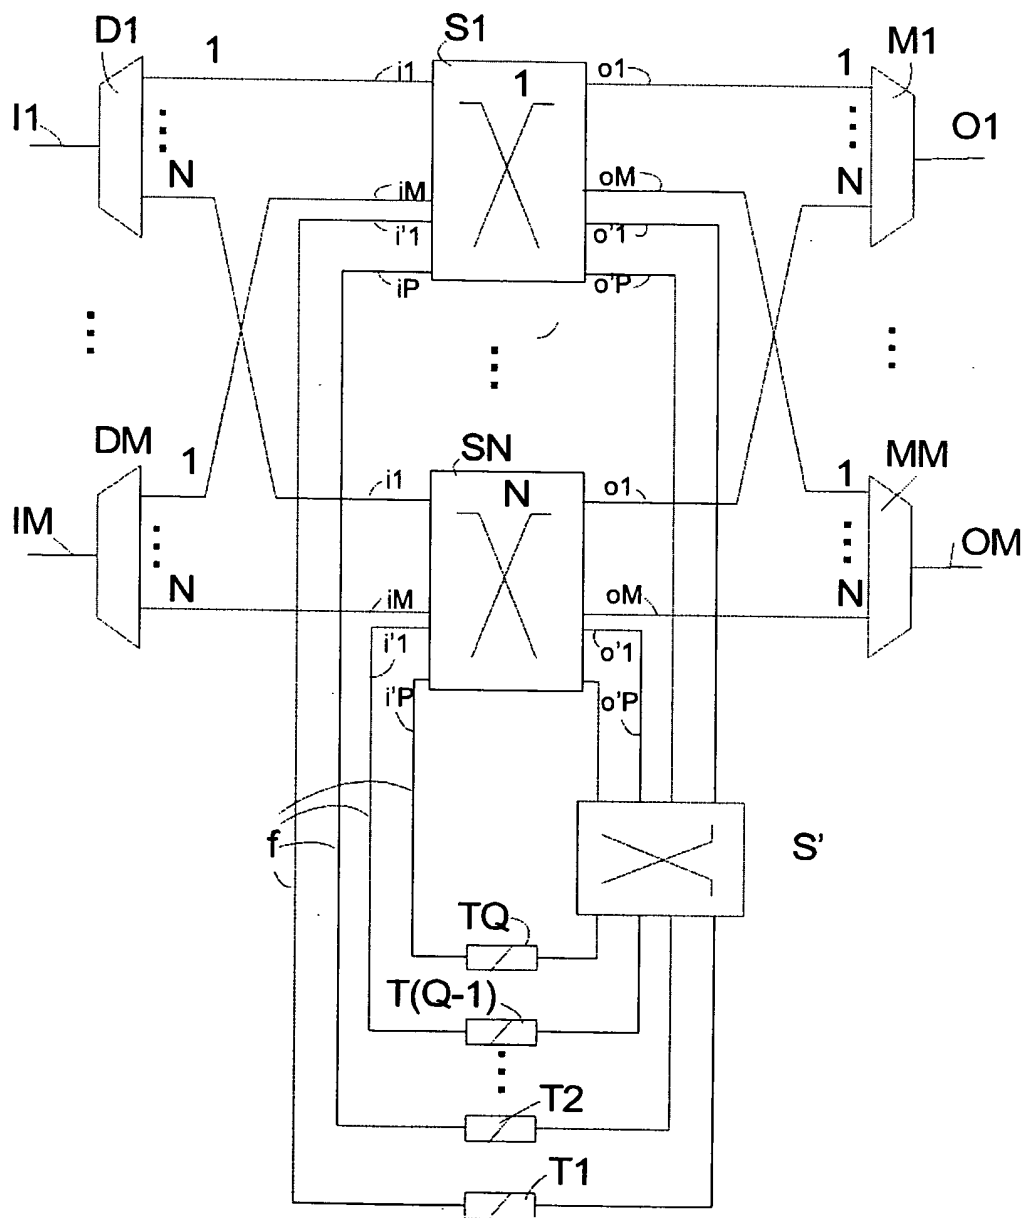 D1 1 i1 S1 1 o1 1 M1
I1 O1
N iM oM N
i'1 o'1
iP o'P
DM 1 SN N MM
i1 o1 1
IM OM
N iM oM N
i'1 o'1
i'P o'P
f S'
TQ
T(Q-1)
T2
T1